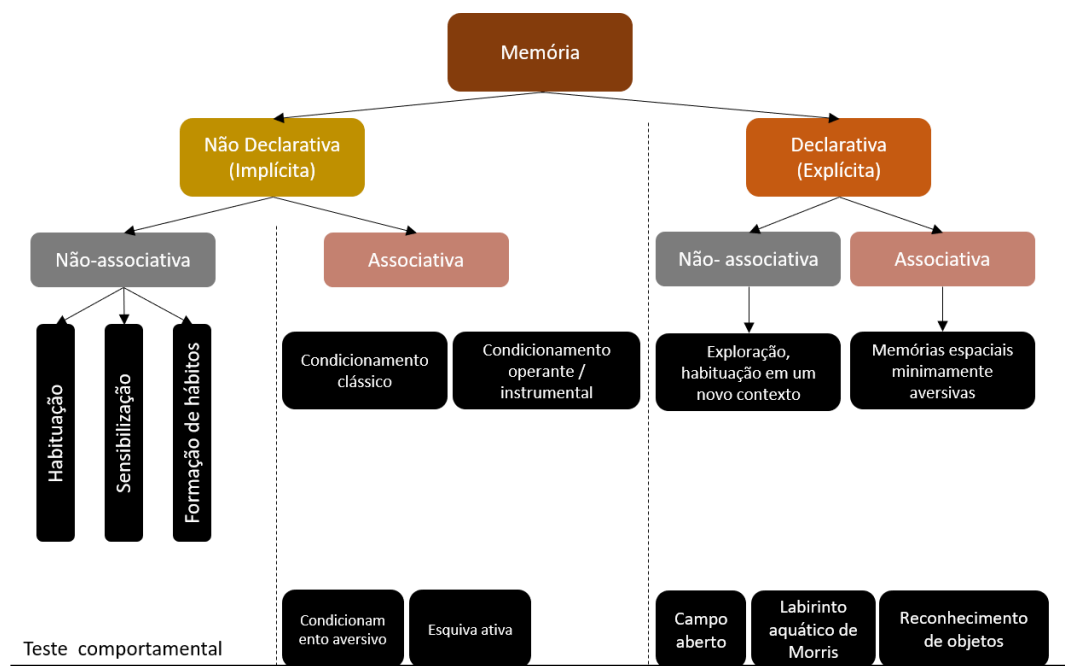 Memória
Não Declarativa
(Implícita)
Declarativa
(Explícita)
Não-associativa
Associativa
Não- associativa
Associativa
Habituação
Sensibilização
Formação de hábitos
Condicionamento
clássico
Condicionamento
operante /
instrumental
Exploração,
habituação em um
novo contexto
Memórias espaciais
minimamente
aversivas
Teste comportamental
Condicionam
ento aversivo
Esquiva ativa
Campo
aberto
Labirinto
aquático de
Morris
Reconhecimento
de objetos